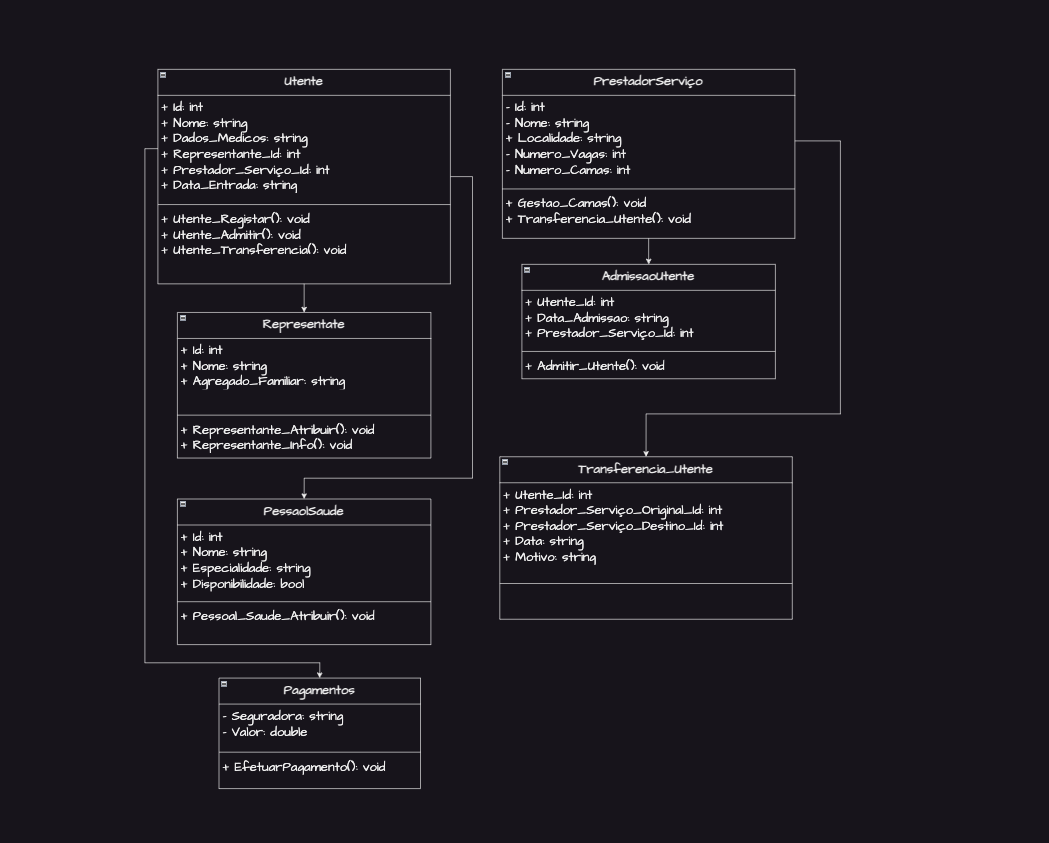 Utente
+ Id: int
+ Nome: string
+ Dados_Medicos: string
+ Representante_Id: int
+ Prestador_Serviço_Id: int
+ Data_Entrada: string
+ Utente_Registar(): void
+ Utente_Admitir(): void
+ Utente_Transferencia(): void
Representate
+ Id: int
+ Nome: string
+ Agregado_Familiar: string
+ Representante_Atribuir(): void
+ Representante_Info(): void
PessaolSaude
+ Id: int
+ Nome: string
+ Especialidade: string
+ Disponibilidade: bool
+ Pessoal_Saude_Atribuir(): void
Pagamentos
- Seguradora: string
- Valor: double
+ EfetuarPagamento(): void
PrestadorServiço
- Id: int
- Nome: string
+ Localidade: string
- Numero_Vagas: int
- Numero_Camas: int
+ Gestao_Camas(): void
+ Transferencia_Utente(): void
AdmissaoUtente
+ Utente_Id: int
+ Data_Admissao: string
+ Prestador_Serviço_Id: int
+ Admitir_Utente(): void
Transferencia_Utente
+ Utente_Id: int
+ Prestador_Serviço_Original_Id: int
+ Prestador_Serviço_Destino_Id: int
+ Data: string
+ Motivo: string